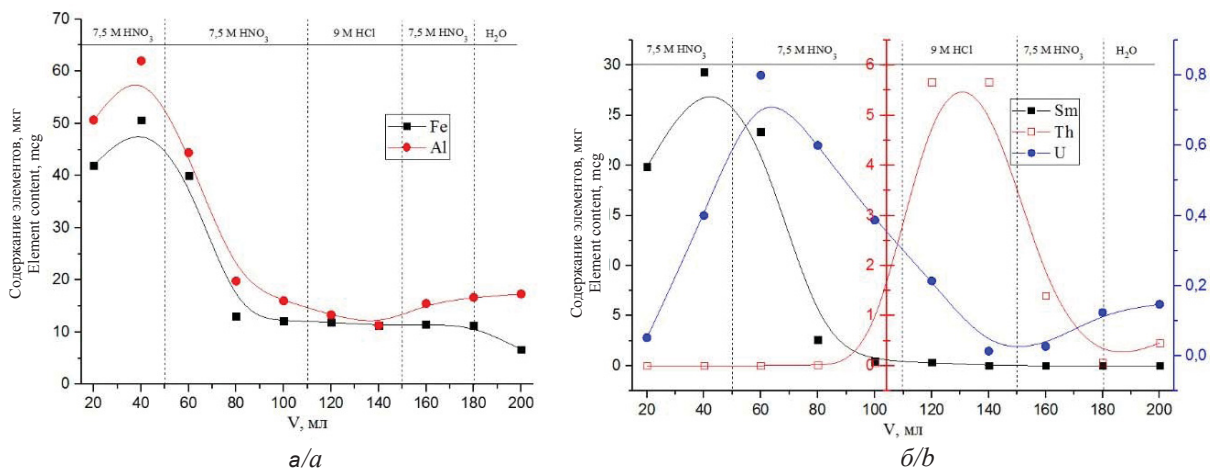 7,5 M HNO3
7,5 M HNO3
9 M HCl
7,5 M HNO3
H2O
70
60
50
40
30
20
10
0
Содержание элементов, мкг
Element content, mcg
Fe
Al
20 40 60 80 100 120 140 160 180 200
V, мл
а/a
7,5 M HNO3
7,5 M HNO3
9 M HCl
7,5 M HNO3
H2O
30
25
20
15
10
5
0
Содержание элементов, мкг
Element content, mcg
6
5
4
3
2
1
0
Sm
Th
U
0,8
0,6
0,4
0,2
0,0
20 40 60 80 100 120 140 160 180 200
V, мл
б/b